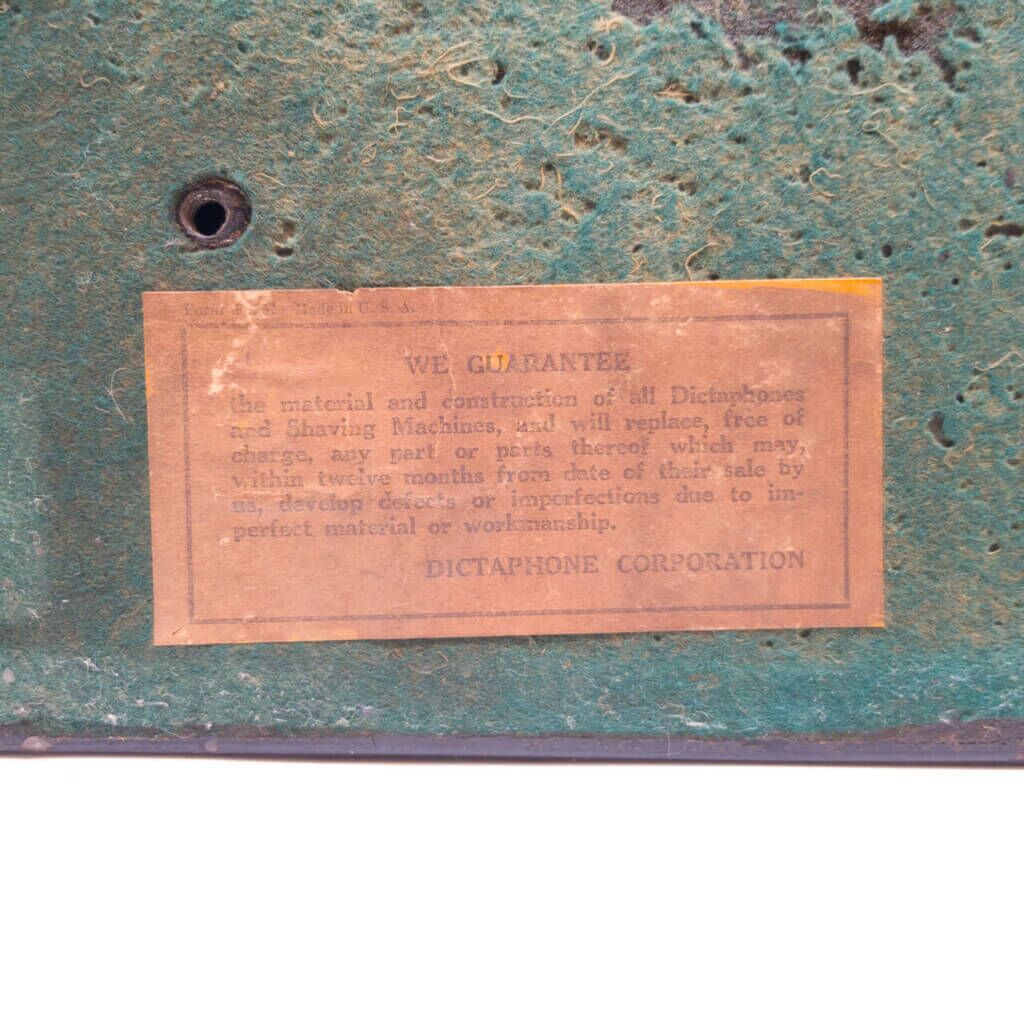 Made in U. S. A.
WE GUARANTEE
the material and construction of all Dictaphones
and Shaving Machines, and will replace, free of
charge, any part or parts thereof which may,
within twelve months from date of their sale by
us, develop defects or imperfections due to im-
perfect material or workmanship.
DICTAPHONE CORPORATION